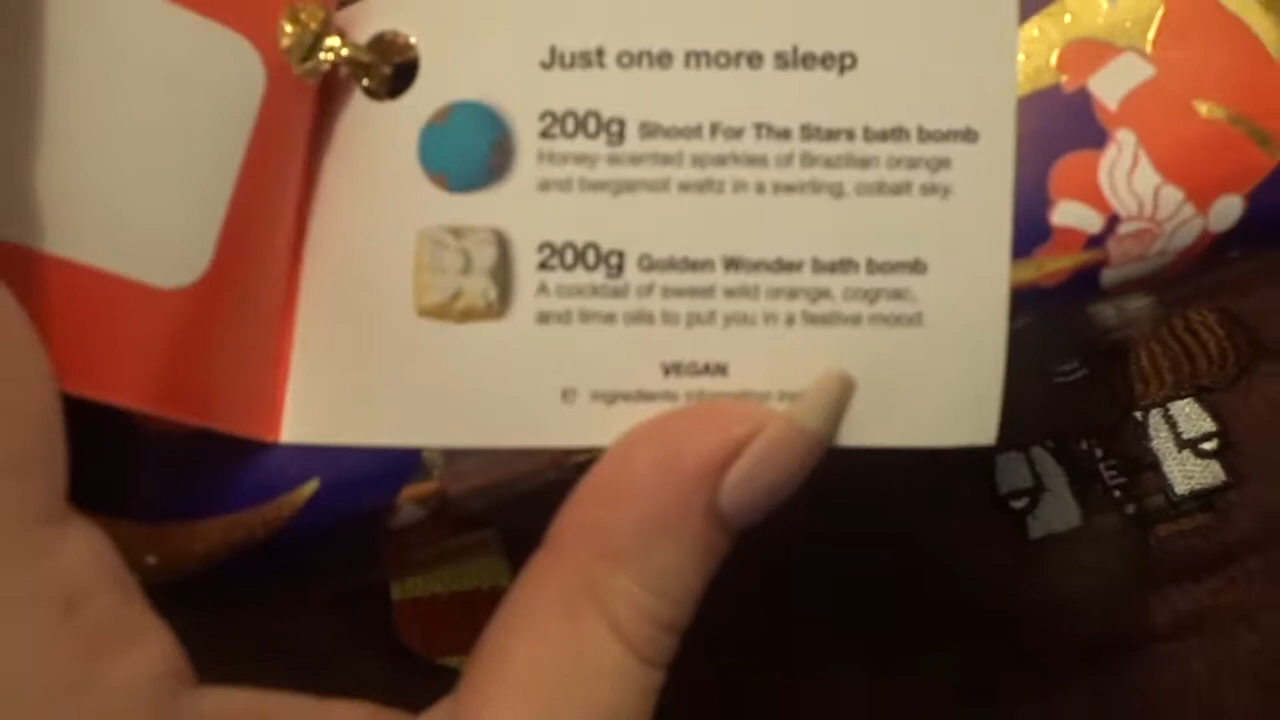 Just one more sleep
200g Shoot For The Stars bath bomb
Honey-scented sparkles of Brazilian orange
and bergamot waltz in a swirling, cobalt sky.
200g Golden Wonder bath bomb
A cocktail of sweet wild orange, cognac,
and lime oils to put you in a festive mood.
VEGAN
ingredients information